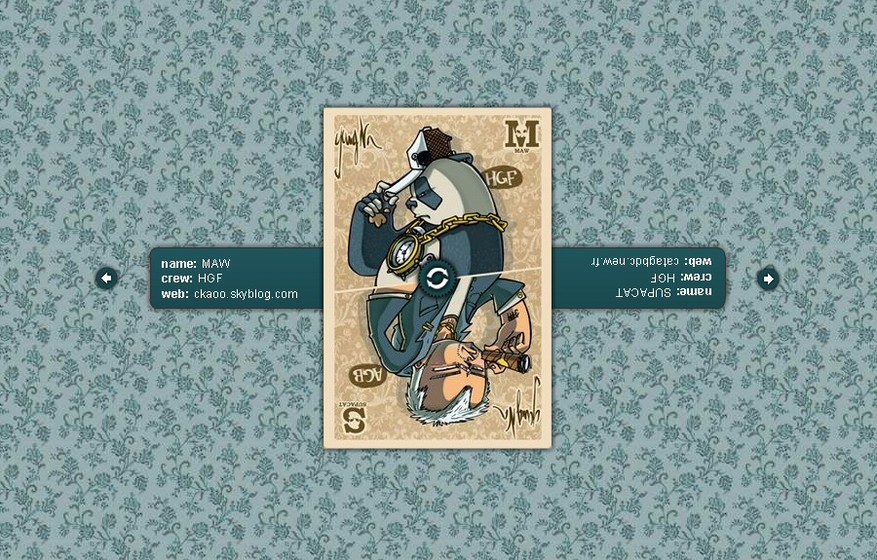 M
MAW
HGF
name: MAW
crew: HGF
web: ckaoo.skyblog.com
name: SUPACAT
crew: HGF
web: catagbdc.new.fr
AGB
S
SUPACAT